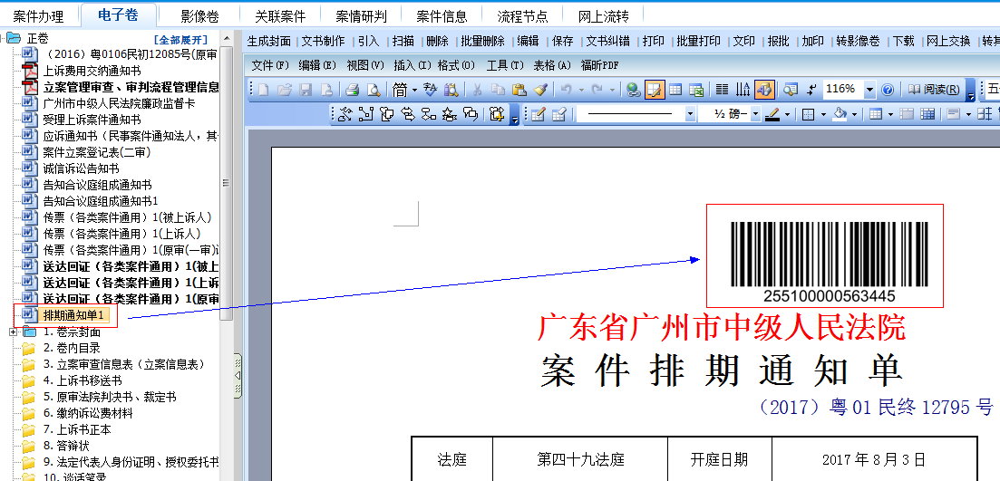 案件办理 电子卷 影像卷 关联案件 案情研判 案件信息 流程节点 网上流转
正卷 [全部展开]
（2016）粤0106民初12085号(原审
上诉费用交纳通知书
立案管理审查、审判流程管理信息
广州市中级人民法院廉政监督卡
受理上诉案件通知书
应诉通知书（民事案件通知法人，其
案件立案登记表(二审)
诚信诉讼告知书
告知合议庭组成通知书
告知合议庭组成通知书1
传票（各类案件通用）1(被上诉人)
传票（各类案件通用）1(上诉人)
传票（各类案件通用）1(原审(一审)
送达回证（各类案件通用）1(被上
送达回证（各类案件通用）1(上诉
送达回证（各类案件通用）1(原审
排期通知单1
1. 卷宗封面
2. 卷内目录
3. 立案审查信息表（立案信息表）
4. 上诉书移送书
5. 原审法院判决书、裁定书
6. 缴纳诉讼费材料
7. 上诉书正本
8. 答辩状
9. 法定代表人身份证明、授权委托书
10. 谈话笔录
生成封面 文书制作 引入 扫描 删除 批量删除 编辑 保存 文书纠错 打印 批量打印 文印 报批 加印 转影像卷 下载 网上交换 转其
文件(F) 编辑(E) 视图(V) 插入(I) 格式(O) 工具(T) 表格(A) 福昕PDF
简 116% 阅读(R) 五
½ 磅
255100000563445
广东省广州市中级人民法院
案件排期通知单
（2017）粤 01 民终 12795 号
法庭 第四十九法庭 开庭日期 2017 年 8 月 3 日